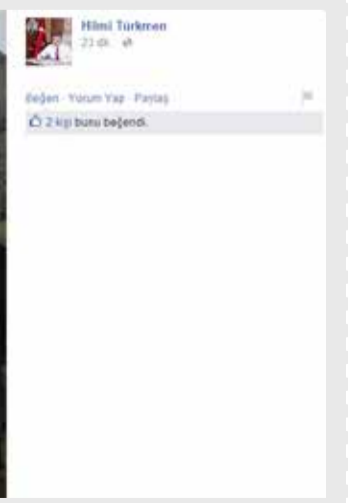 Hilmi Türkmen
23 dk
Beğen · Yorum Yap · Paylaş
2 kişi bunu beğendi.